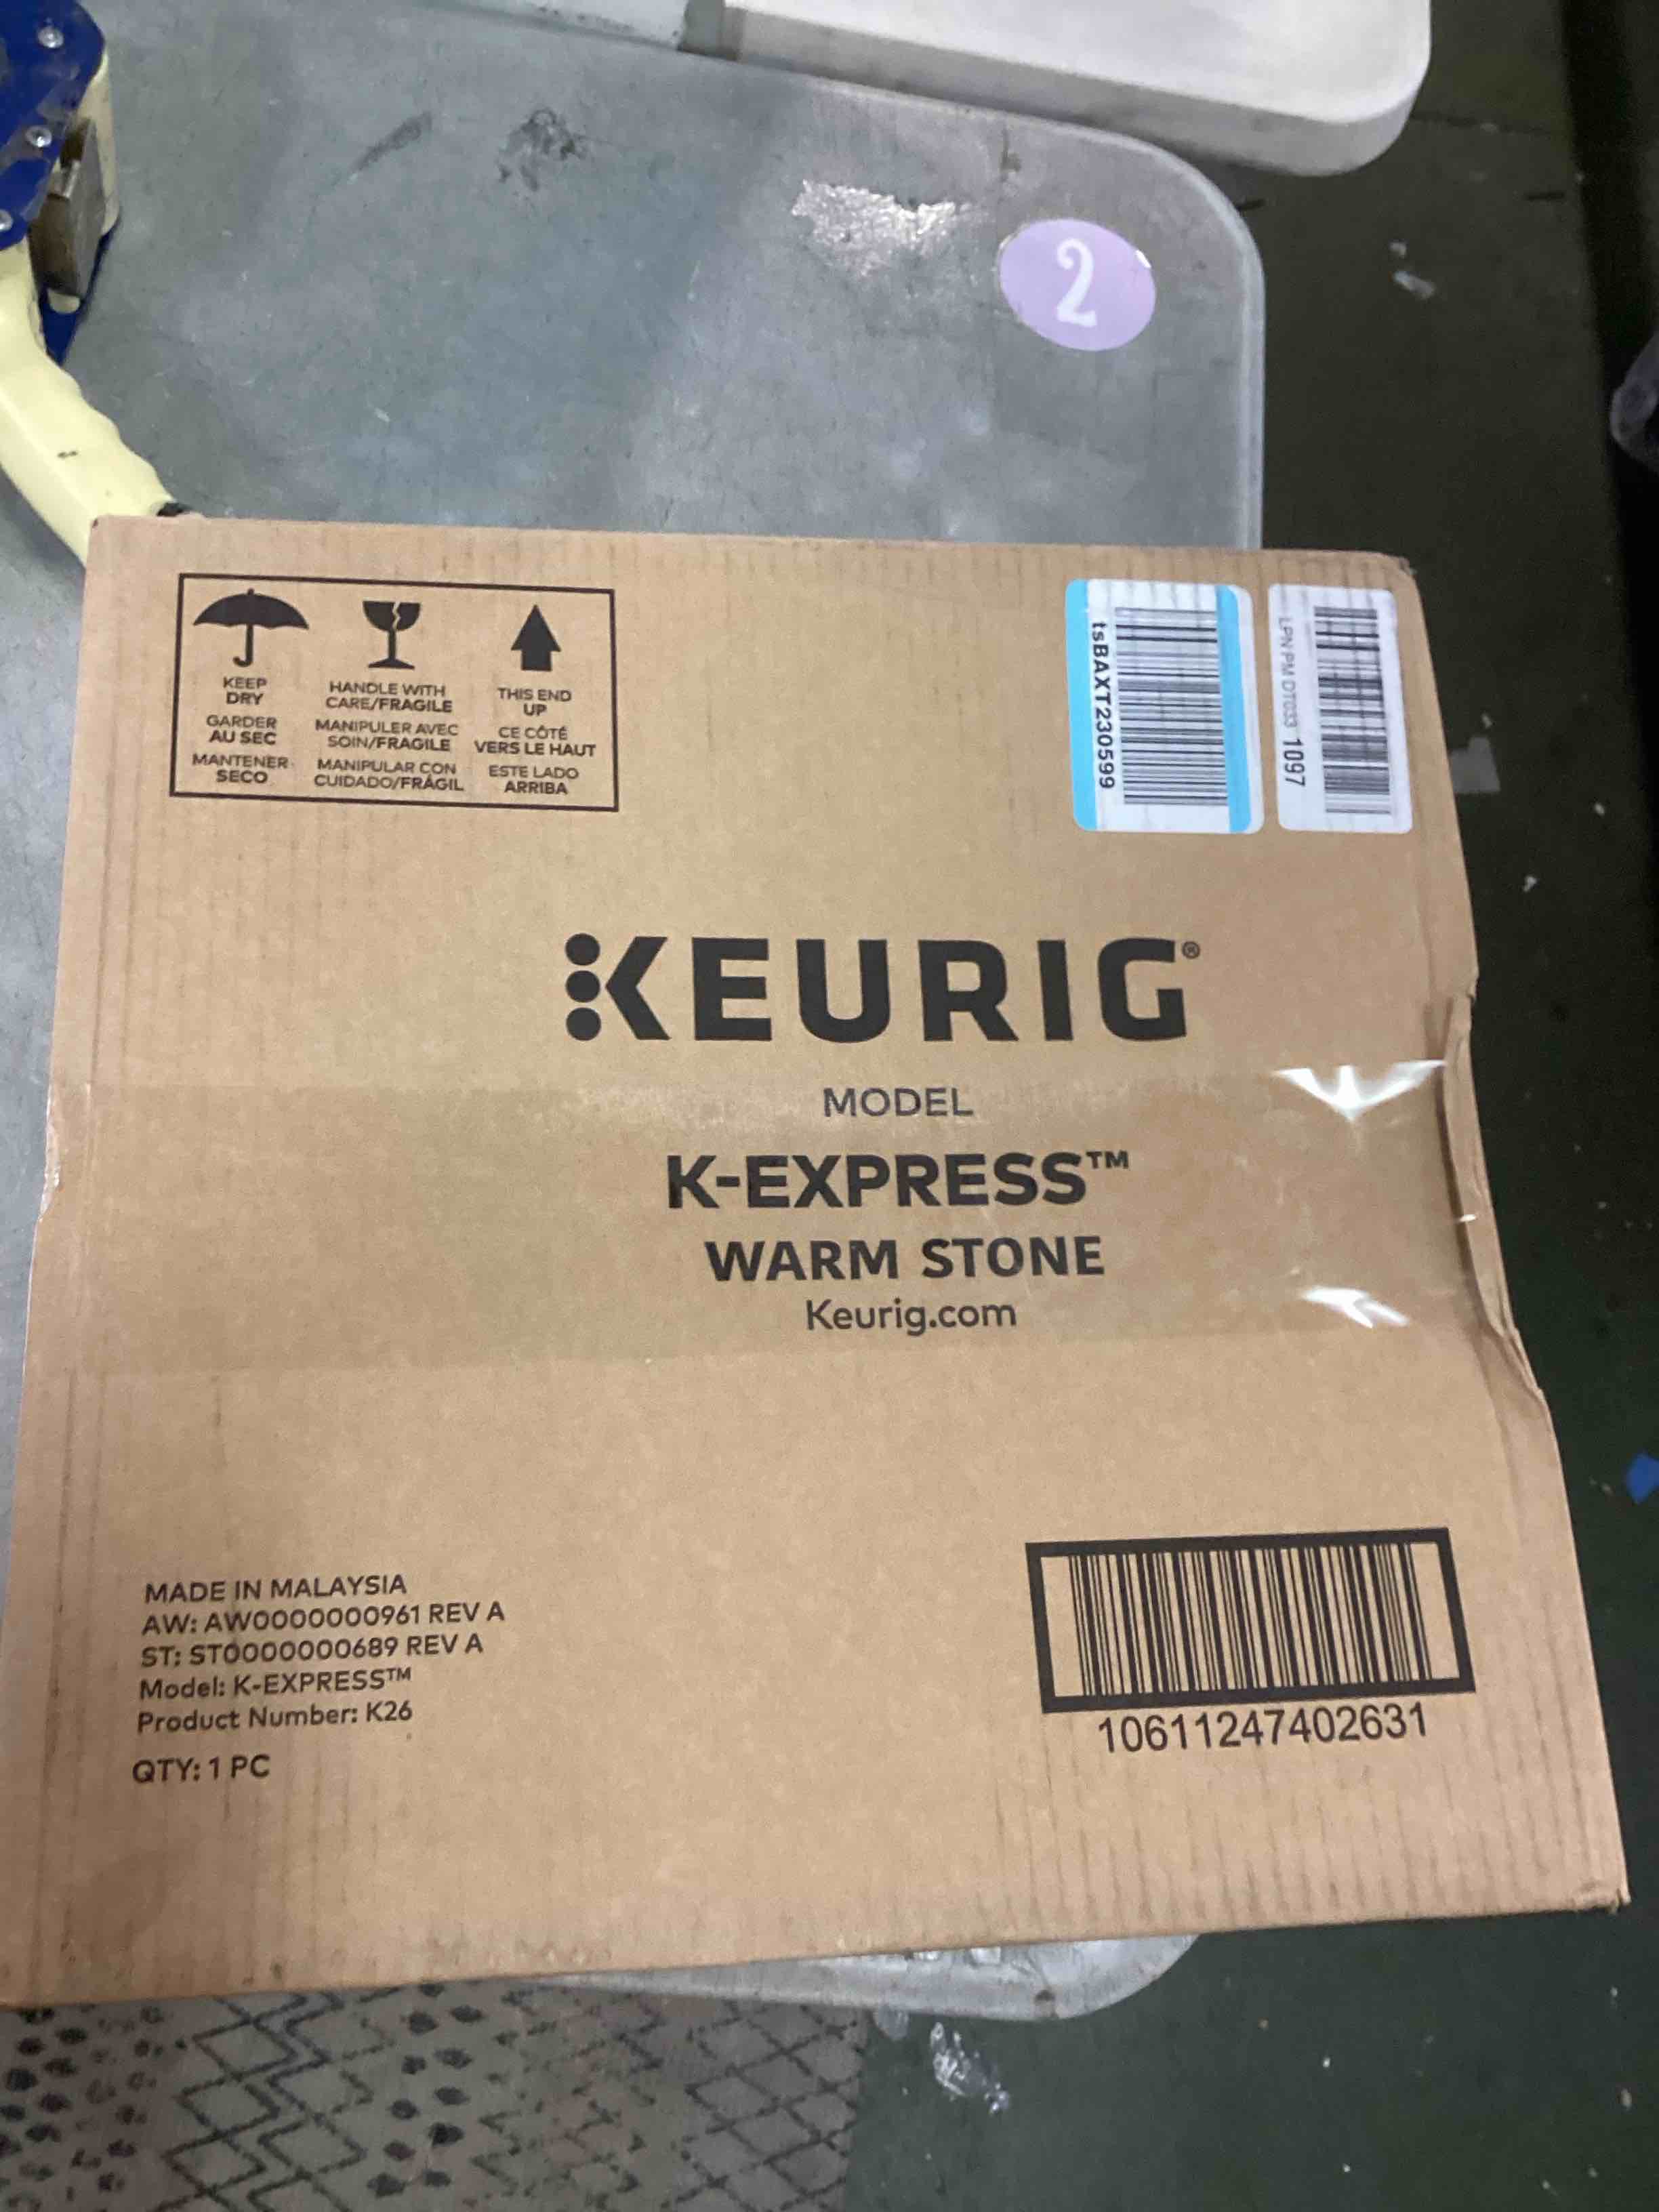 2
KEEP
DRY
GARDER
AU SEC
MANTENER
SECO
HANDLE WITH
CARE/FRAGILE
MANIPULER AVEC
SOIN/FRAGILE
MANIPULAR CON
CUIDADO/FRÁGIL
THIS END
UP
CE CÔTÉ
VERS LE HAUT
ESTE LADO
ARRIBA
tsBAXT230599
LPN PM DT033 1097
KEURIG®
MODEL
K-EXPRESS™
WARM STONE
Keurig.com
MADE IN MALAYSIA
AW: AW0000000961 REV A
ST: ST0000000689 REV A
Model: K-EXPRESS™
Product Number: K26
QTY: 1 PC
10611247402631